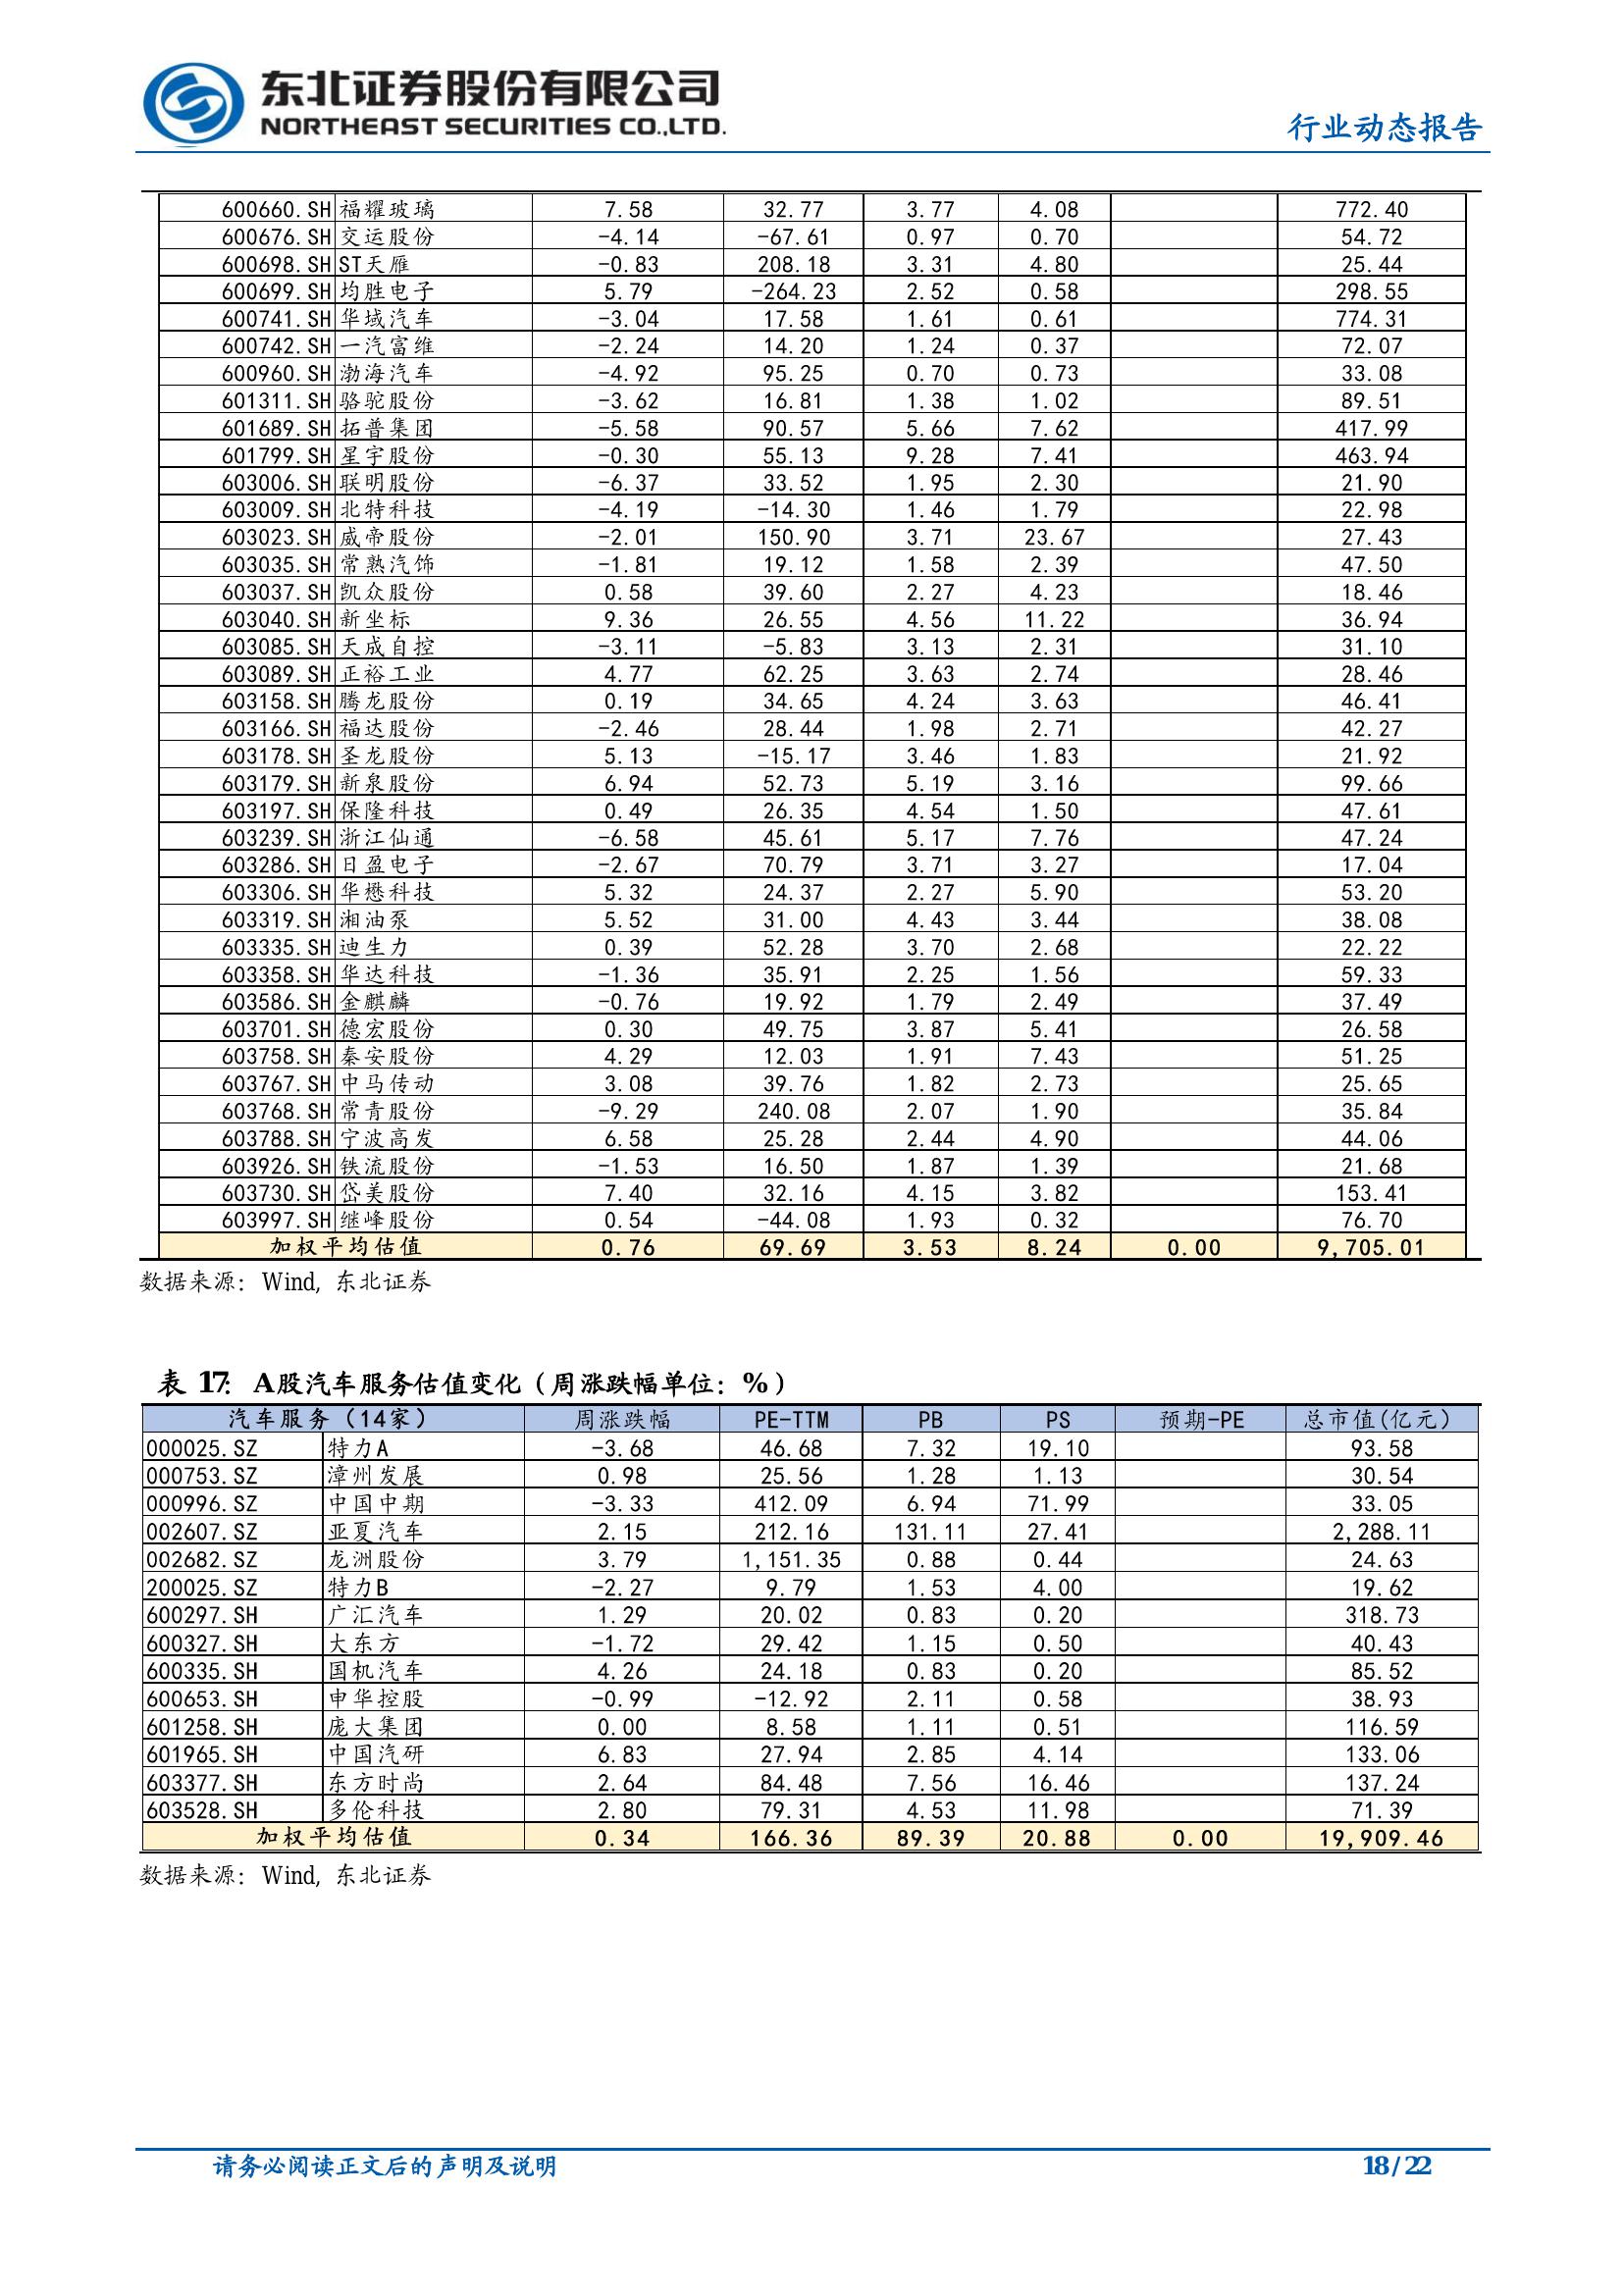 东北证券股份有限公司
NORTHEAST SECURITIES CO.,LTD.
行业动态报告
600660.SH 福耀玻璃 7.58 32.77 3.77 4.08 772.40
600676.SH 交运股份 -4.14 -67.61 0.97 0.70 54.72
600698.SH ST天雁 -0.83 208.18 3.31 4.80 25.44
600699.SH 均胜电子 5.79 -264.23 2.52 0.58 298.55
600741.SH 华域汽车 -3.04 17.58 1.61 0.61 774.31
600742.SH 一汽富维 -2.24 14.20 1.24 0.37 72.07
600960.SH 渤海汽车 -4.92 95.25 0.70 0.73 33.08
601311.SH 骆驼股份 -3.62 16.81 1.38 1.02 89.51
601689.SH 拓普集团 -5.58 90.57 5.66 7.62 417.99
601799.SH 星宇股份 -0.30 55.13 9.28 7.41 463.94
603006.SH 联明股份 -6.37 33.52 1.95 2.30 21.90
603009.SH 北特科技 -4.19 -14.30 1.46 1.79 22.98
603023.SH 威帝股份 -2.01 150.90 3.71 23.67 27.43
603035.SH 常熟汽饰 -1.81 19.12 1.58 2.39 47.50
603037.SH 凯众股份 0.58 39.60 2.27 4.23 18.46
603040.SH 新坐标 9.36 26.55 4.56 11.22 36.94
603085.SH 天成自控 -3.11 -5.83 3.13 2.31 31.10
603089.SH 正裕工业 4.77 62.25 3.63 2.74 28.46
603158.SH 腾龙股份 0.19 34.65 4.24 3.63 46.41
603166.SH 福达股份 -2.46 28.44 1.98 2.71 42.27
603178.SH 圣龙股份 5.13 -15.17 3.46 1.83 21.92
603179.SH 新泉股份 6.94 52.73 5.19 3.16 99.66
603197.SH 保隆科技 0.49 26.35 4.54 1.50 47.61
603239.SH 浙江仙通 -6.58 45.61 5.17 7.76 47.24
603286.SH 日盈电子 -2.67 70.79 3.71 3.27 17.04
603306.SH 华懋科技 5.32 24.37 2.27 5.90 53.20
603319.SH 湘油泵 5.52 31.00 4.43 3.44 38.08
603335.SH 迪生力 0.39 52.28 3.70 2.68 22.22
603358.SH 华达科技 -1.36 35.91 2.25 1.56 59.33
603586.SH 金麒麟 -0.76 19.92 1.79 2.49 37.49
603701.SH 德宏股份 0.30 49.75 3.87 5.41 26.58
603758.SH 秦安股份 4.29 12.03 1.91 7.43 51.25
603767.SH 中马传动 3.08 39.76 1.82 2.73 25.65
603768.SH 常青股份 -9.29 240.08 2.07 1.90 35.84
603788.SH 宁波高发 6.58 25.28 2.44 4.90 44.06
603926.SH 铁流股份 -1.53 16.50 1.87 1.39 21.68
603730.SH 岱美股份 7.40 32.16 4.15 3.82 153.41
603997.SH 继峰股份 0.54 -44.08 1.93 0.32 76.70
加权平均估值 0.76 69.69 3.53 8.24 0.00 9,705.01
数据来源：Wind, 东北证券
表 17: A股汽车服务估值变化（周涨跌幅单位：%）
汽车服务（14家） 周涨跌幅 PE-TTM PB PS 预期-PE 总市值(亿元)
000025.SZ 特力A -3.68 46.68 7.32 19.10 93.58
000753.SZ 漳州发展 0.98 25.56 1.28 1.13 30.54
000996.SZ 中国中期 -3.33 412.09 6.94 71.99 33.05
002607.SZ 亚夏汽车 2.15 212.16 131.11 27.41 2,288.11
002682.SZ 龙洲股份 3.79 1,151.35 0.88 0.44 24.63
200025.SZ 特力B -2.27 9.79 1.53 4.00 19.62
600297.SH 广汇汽车 1.29 20.02 0.83 0.20 318.73
600327.SH 大东方 -1.72 29.42 1.15 0.50 40.43
600335.SH 国机汽车 4.26 24.18 0.83 0.20 85.52
600653.SH 申华控股 -0.99 -12.92 2.11 0.58 38.93
601258.SH 庞大集团 0.00 8.58 1.11 0.51 116.59
601965.SH 中国汽研 6.83 27.94 2.85 4.14 133.06
603377.SH 东方时尚 2.64 84.48 7.56 16.46 137.24
603528.SH 多伦科技 2.80 79.31 4.53 11.98 71.39
加权平均估值 0.34 166.36 89.39 20.88 0.00 19,909.46
数据来源：Wind, 东北证券
请务必阅读正文后的声明及说明
18 / 22